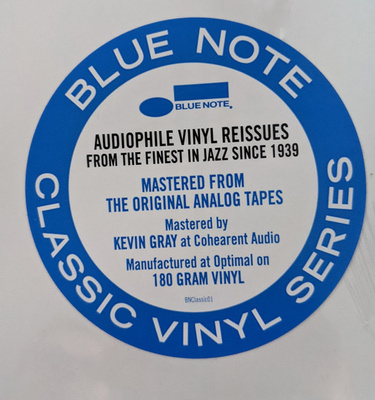 BLUE NOTE
BLUE NOTE.
AUDIOPHILE VINYL REISSUES
FROM THE FINEST IN JAZZ SINCE 1939
MASTERED FROM
THE ORIGINAL ANALOG TAPES
Mastered by
KEVIN GRAY at Cohearent Audio
Manufactured at Optimal on
180 GRAM VINYL
BNClassic01
CLASSIC VINYL SERIES